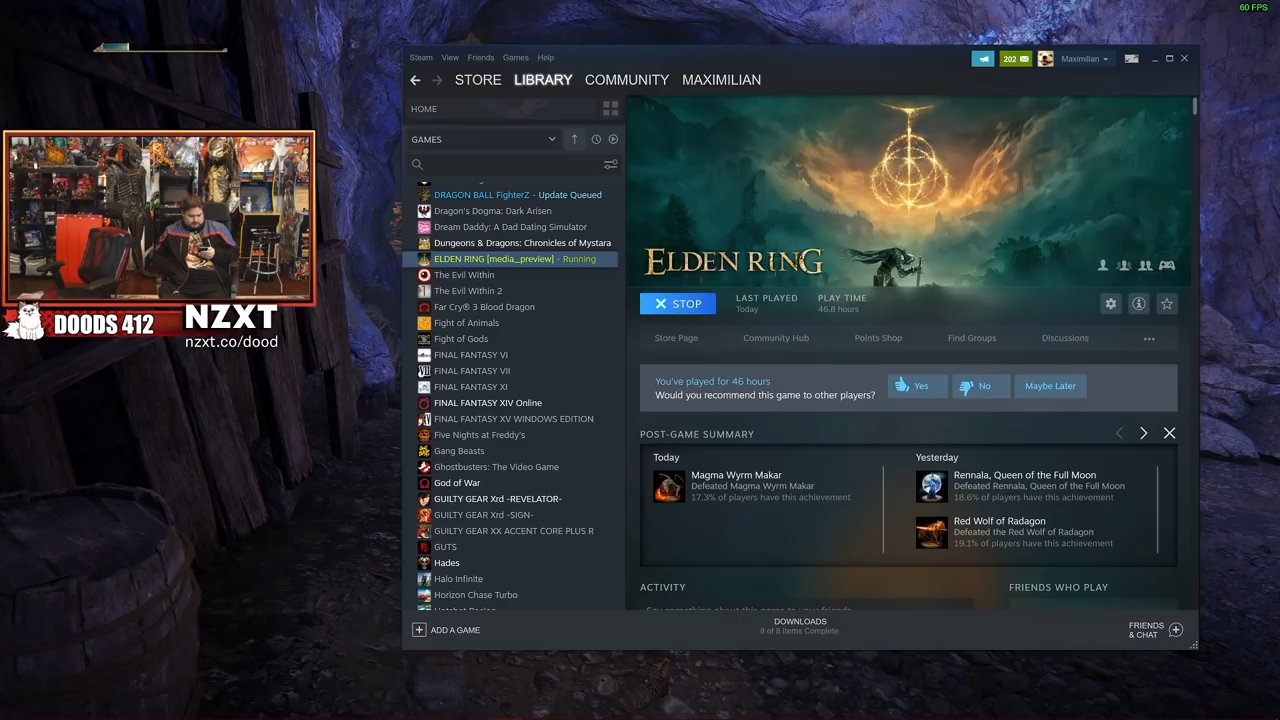 60 FPS
Steam View Friends Games Help
202
Maximilian
STORE LIBRARY COMMUNITY MAXIMILIAN
HOME
GAMES
DRAGON BALL FighterZ - Update Queued
Dragon's Dogma: Dark Arisen
Dream Daddy: A Dad Dating Simulator
Dungeons & Dragons: Chronicles of Mystara
ELDEN RING [media_preview] - Running
The Evil Within
The Evil Within 2
Far Cry® 3 Blood Dragon
Fight of Animals
Fight of Gods
FINAL FANTASY VI
FINAL FANTASY VII
FINAL FANTASY XI
FINAL FANTASY XIV Online
FINAL FANTASY XV WINDOWS EDITION
Five Nights at Freddy's
Gang Beasts
Ghostbusters: The Video Game
God of War
GUILTY GEAR Xrd -REVELATOR-
GUILTY GEAR Xrd -SIGN-
GUILTY GEAR XX ACCENT CORE PLUS R
GUTS
Hades
Halo Infinite
Horizon Chase Turbo
ADD A GAME
ELDEN RING
STOP
LAST PLAYED
Today
PLAY TIME
46.8 hours
Store Page Community Hub Points Shop Find Groups Discussions
You've played for 46 hours
Would you recommend this game to other players?
Yes
No
Maybe Later
POST-GAME SUMMARY
Today
Magma Wyrm Makar
Defeated Magma Wyrm Makar
17.3% of players have this achievement
Yesterday
Rennala, Queen of the Full Moon
Defeated Rennala, Queen of the Full Moon
18.6% of players have this achievement
Red Wolf of Radagon
Defeated the Red Wolf of Radagon
19.1% of players have this achievement
ACTIVITY
FRIENDS WHO PLAY
Say something about this game to your friends
DOWNLOADS
8 of 8 Items Complete
FRIENDS
& CHAT
DOODS 412
NZXT
nzxt.co/dood